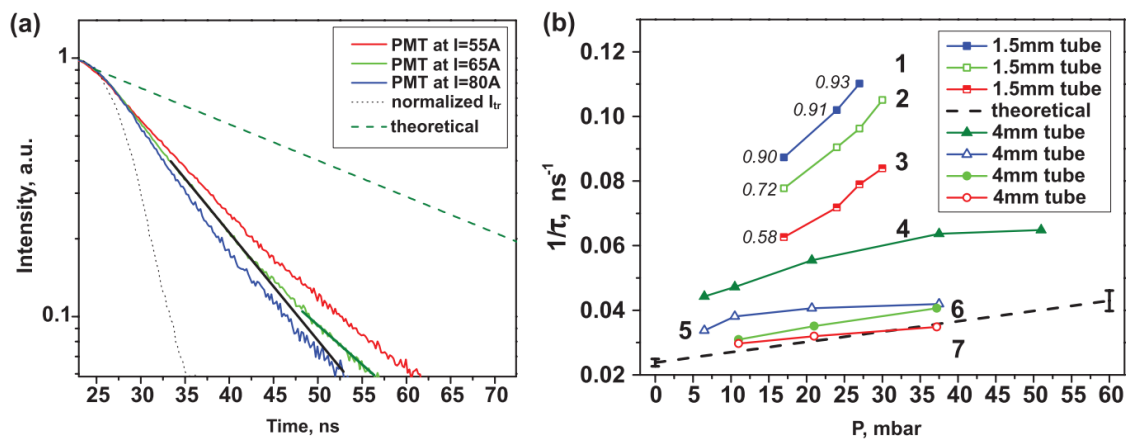 (a)
Intensity, a.u.
1
0.1
PMT at I=55A
PMT at I=65A
PMT at I=80A
normalized Itr
theoretical
25 30 35 40 45 50 55 60 65 70
Time, ns
(b)
1/τ, ns-1
0.12
0.10
0.08
0.06
0.04
0.02
0.93
0.91
0.90
0.72
0.58
1
2
3
4
5
6
7
1.5mm tube
1.5mm tube
1.5mm tube
theoretical
4mm tube
4mm tube
4mm tube
4mm tube
0 5 10 15 20 25 30 35 40 45 50 55 60
P, mbar